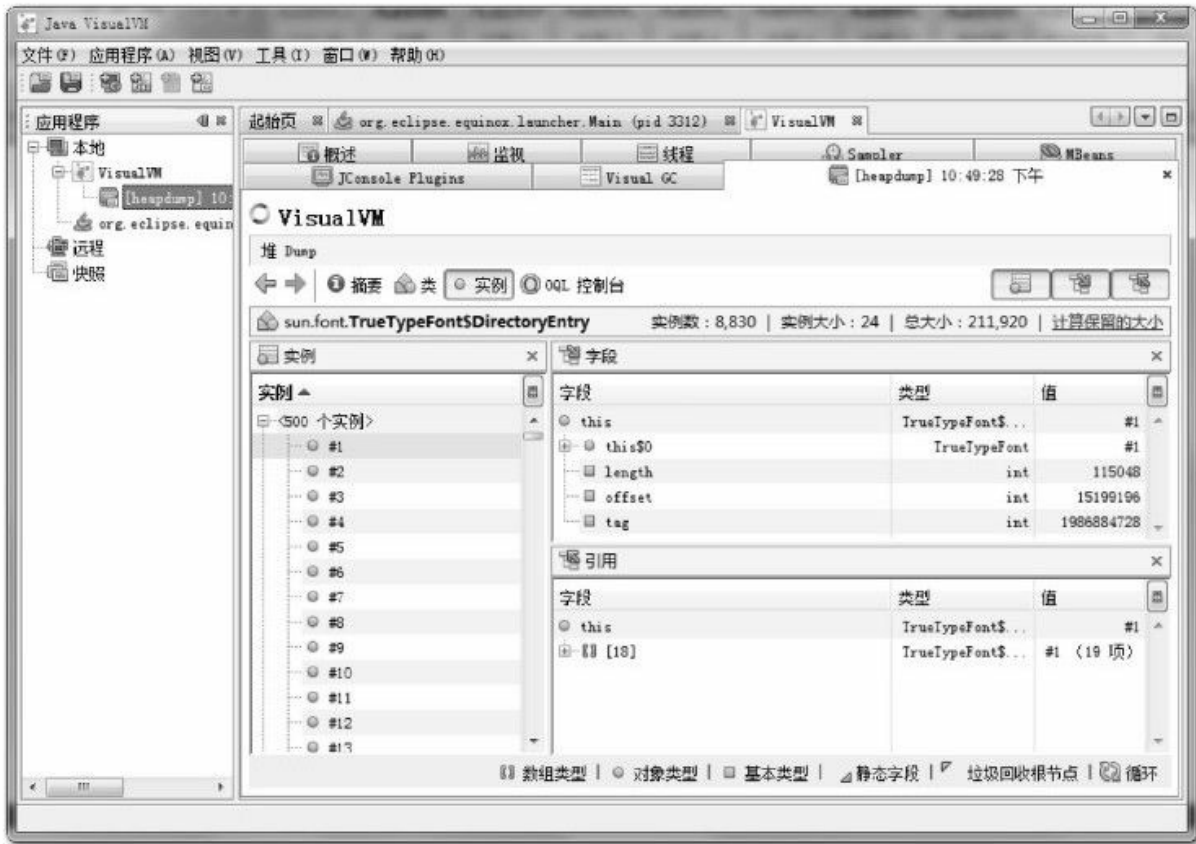 Java VisualVM
文件(F) 应用程序(A) 视图(V) 工具(T) 窗口(W) 帮助(H)
应用程序
起始页 org.eclipse.equinox.launcher.Main (pid 3312) VisualVM
本地
VisualVM
[heapdump] 10:
org.eclipse.equin
远程
快照
概述 监视 线程 Sampler MBeans
JConsole Plugins Visual GC [heapdump] 10:49:28 下午
VisualVM
堆 Dump
摘要 类 实例 OQL 控制台
sun.font.TrueTypeFont$DirectoryEntry 实例数：8,830 | 实例大小：24 | 总大小：211,920 | 计算保留的大小
实例
实例
<500 个实例>
#1
#2
#3
#4
#5
#6
#7
#8
#9
#10
#11
#12
#13
字段
字段 类型 值
this TrueTypeFont$... #1
this$0 TrueTypeFont #1
length int 115048
offset int 15199196
tag int 1986884728
引用
字段 类型 值
this TrueTypeFont$... #1
[18] TrueTypeFont$... #1 (19 项)
数组类型 | 对象类型 | 基本类型 | 静态字段 | 垃圾回收根节点 | 循环